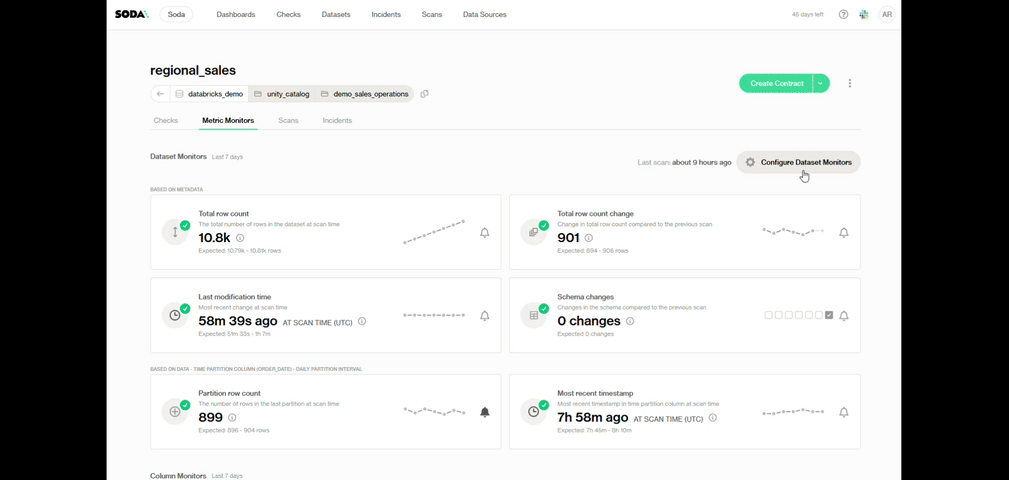 SODA Soda Dashboards Checks Datasets Incidents Scans Data Sources 45 days left ? AR
regional_sales
Create Contract
databricks_demo unity_catalog demo_sales_operations
Checks Metric Monitors Scans Incidents
Dataset Monitors Last 7 days
Last scan: about 9 hours ago Configure Dataset Monitors
BASED ON METADATA
Total row count
The total number of rows in the dataset at scan time
10.8k
Expected: 10.79k - 10.81k rows
Total row count change
Change in total row count compared to the previous scan
901
Expected: 894 - 906 rows
Last modification time
Most recent change at scan time
58m 39s ago AT SCAN TIME (UTC)
Expected: 51m 33s - 1h 7m
Schema changes
Changes in the schema compared to the previous scan
0 changes
Expected 0 changes
BASED ON DATA - TIME PARTITION COLUMN (ORDER_DATE) - DAILY PARTITION INTERVAL
Partition row count
The number of rows in the last partition at scan time
899
Expected: 896 - 904 rows
Most recent timestamp
Most recent timestamp in time partition column at scan time
7h 58m ago AT SCAN TIME (UTC)
Expected: 7h 45m - 8h 10m
Column Monitors Last 7 days